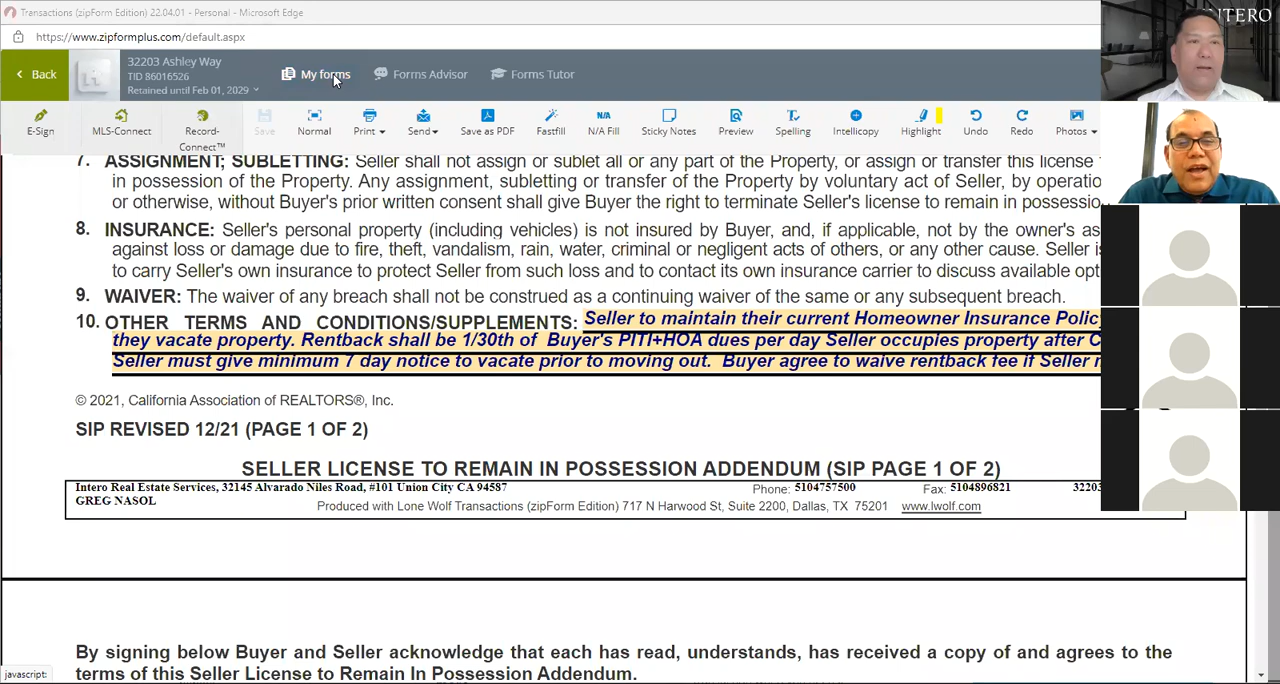 Transactions (zipForm Edition) 22.04.01 - Personal - Microsoft Edge
https://www.zipformplus.com/default.aspx
INTERO
Back
32203 Ashley Way
TID 86016526
Retained until Feb 01, 2029
My forms
Forms Advisor
Forms Tutor
E-Sign
MLS-Connect
Record-Connect™
Save
Normal
Print
Send
Save as PDF
Fastfill
N/A
N/A Fill
Sticky Notes
Preview
Spelling
Intellicopy
Highlight
Undo
Redo
Photos
7. ASSIGNMENT; SUBLETTING: Seller shall not assign or sublet all or any part of the Property, or assign or transfer this license
in possession of the Property. Any assignment, subletting or transfer of the Property by voluntary act of Seller, by operatio
or otherwise, without Buyer's prior written consent shall give Buyer the right to terminate Seller's license to remain in possessio
8. INSURANCE: Seller's personal property (including vehicles) is not insured by Buyer, and, if applicable, not by the owner's as
against loss or damage due to fire, theft, vandalism, rain, water, criminal or negligent acts of others, or any other cause. Seller is
to carry Seller's own insurance to protect Seller from such loss and to contact its own insurance carrier to discuss available opt
9. WAIVER: The waiver of any breach shall not be construed as a continuing waiver of the same or any subsequent breach.
10. OTHER TERMS AND CONDITIONS/SUPPLEMENTS: Seller to maintain their current Homeowner Insurance Polic
they vacate property. Rentback shall be 1/30th of Buyer's PITI+HOA dues per day Seller occupies property after C
Seller must give minimum 7 day notice to vacate prior to moving out. Buyer agree to waive rentback fee if Seller
© 2021, California Association of REALTORS®, Inc.
SIP REVISED 12/21 (PAGE 1 OF 2)
SELLER LICENSE TO REMAIN IN POSSESSION ADDENDUM (SIP PAGE 1 OF 2)
Intero Real Estate Services, 32145 Alvarado Niles Road, #101 Union City CA 94587 Phone: 5104757500 Fax: 5104896821 32203
GREG NASOL Produced with Lone Wolf Transactions (zipForm Edition) 717 N Harwood St, Suite 2200, Dallas, TX 75201 www.lwolf.com
By signing below Buyer and Seller acknowledge that each has read, understands, has received a copy of and agrees to the
terms of this Seller License to Remain In Possession Addendum.
javascript: